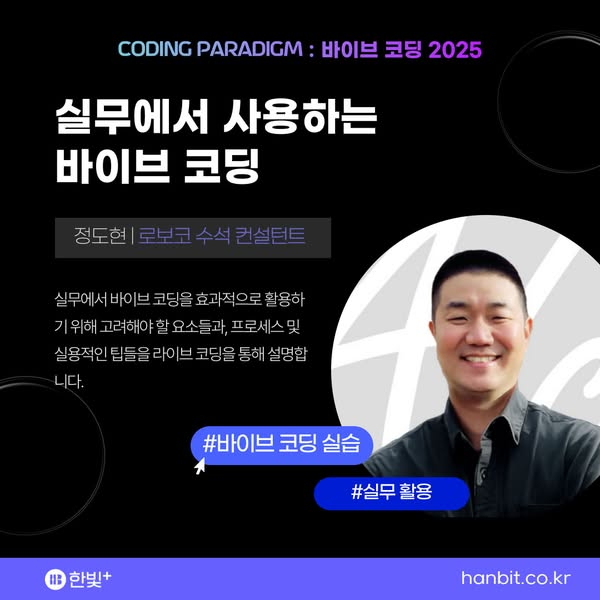 CODING PARADIGM : 바이브 코딩 2025
실무에서 사용하는
바이브 코딩
정도현 | 로보코 수석 컨설턴트
실무에서 바이브 코딩을 효과적으로 활용하
기 위해 고려해야 할 요소들과, 프로세스 및
실용적인 팁들을 라이브 코딩을 통해 설명합
니다.
#바이브 코딩 실습
#실무 활용
HB 한빛+
hanbit.co.kr